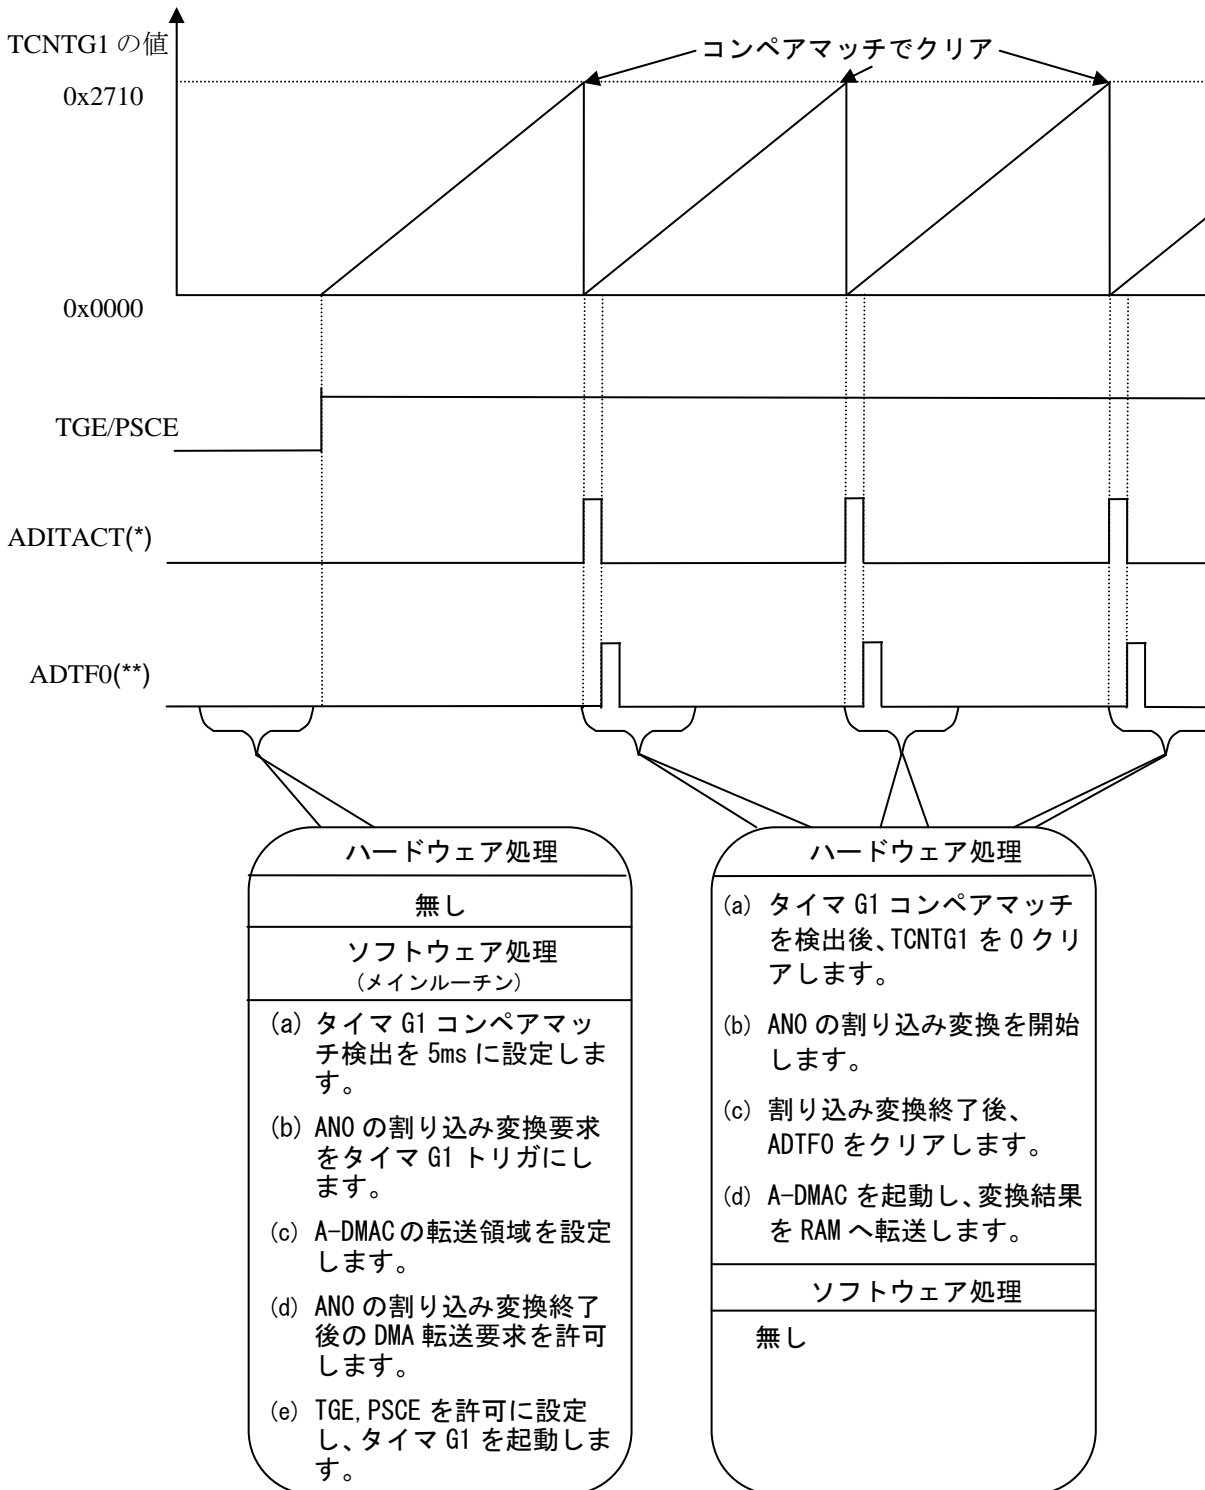 TCNTG1 の値
コンペアマッチでクリア
0x2710
0x0000
TGE/PSCE
ADITACT(*)
ADTF0(**)
ハードウェア処理
無し
ソフトウェア処理
(メインルーチン)
(a) タイマ G1 コンペアマッ
チ検出を 5ms に設定しま
す。
(b) AN0 の割り込み変換要求
をタイマ G1 トリガにし
ます。
(c) A-DMAC の転送領域を設定
します。
(d) AN0 の割り込み変換終了
後の DMA 転送要求を許可
します。
(e) TGE, PSCE を許可に設定
し、タイマ G1 を起動しま
す。
ハードウェア処理
(a) タイマ G1 コンペアマッチ
を検出後、TCNTG1 を 0 クリ
アします。
(b) AN0 の割り込み変換を開始
します。
(c) 割り込み変換終了後、
ADTF0 をクリアします。
(d) A-DMAC を起動し、変換結果
を RAM へ転送します。
ソフトウェア処理
無し